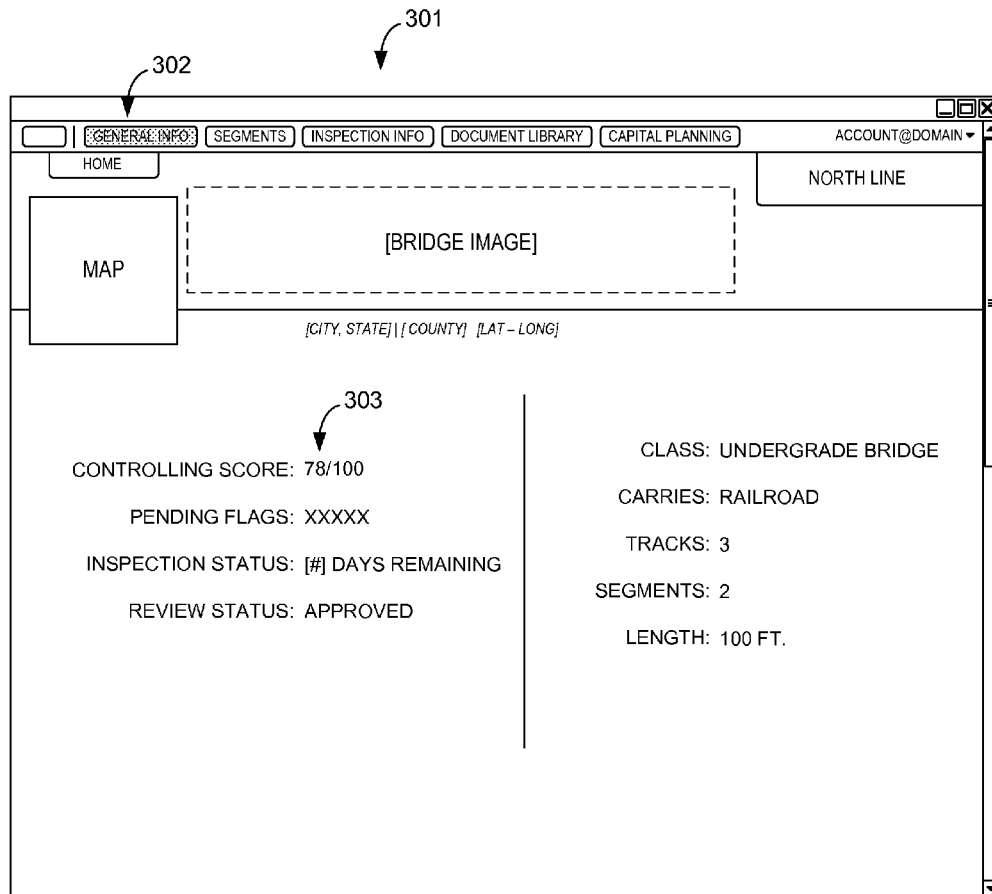 301
302
GENERAL INFO SEGMENTS INSPECTION INFO DOCUMENT LIBRARY CAPITAL PLANNING ACCOUNT@DOMAIN
HOME
NORTH LINE
MAP
[BRIDGE IMAGE]
[CITY, STATE] | [ COUNTY] [LAT – LONG]
303
CONTROLLING SCORE: 78/100
PENDING FLAGS: XXXXX
INSPECTION STATUS: [#] DAYS REMAINING
REVIEW STATUS: APPROVED
CLASS: UNDERGRADE BRIDGE
CARRIES: RAILROAD
TRACKS: 3
SEGMENTS: 2
LENGTH: 100 FT.